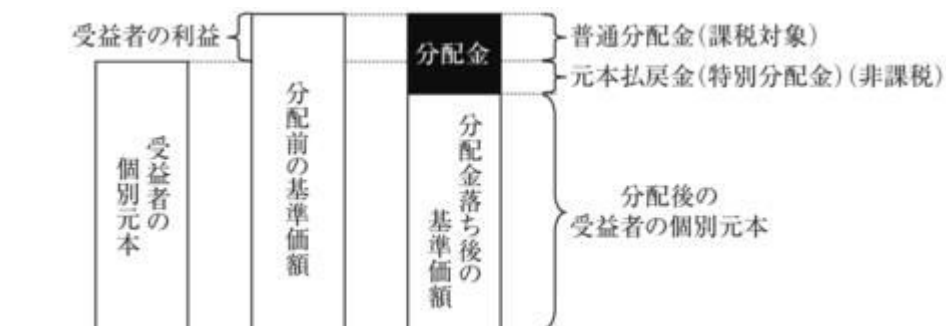 受益者の利益
分配金
普通分配金(課税対象)
元本払戻金(特別分配金)(非課税)
受益者の
個別元本
分配前の基準価額
分配金落ち後の
基準価額
分配後の
受益者の個別元本